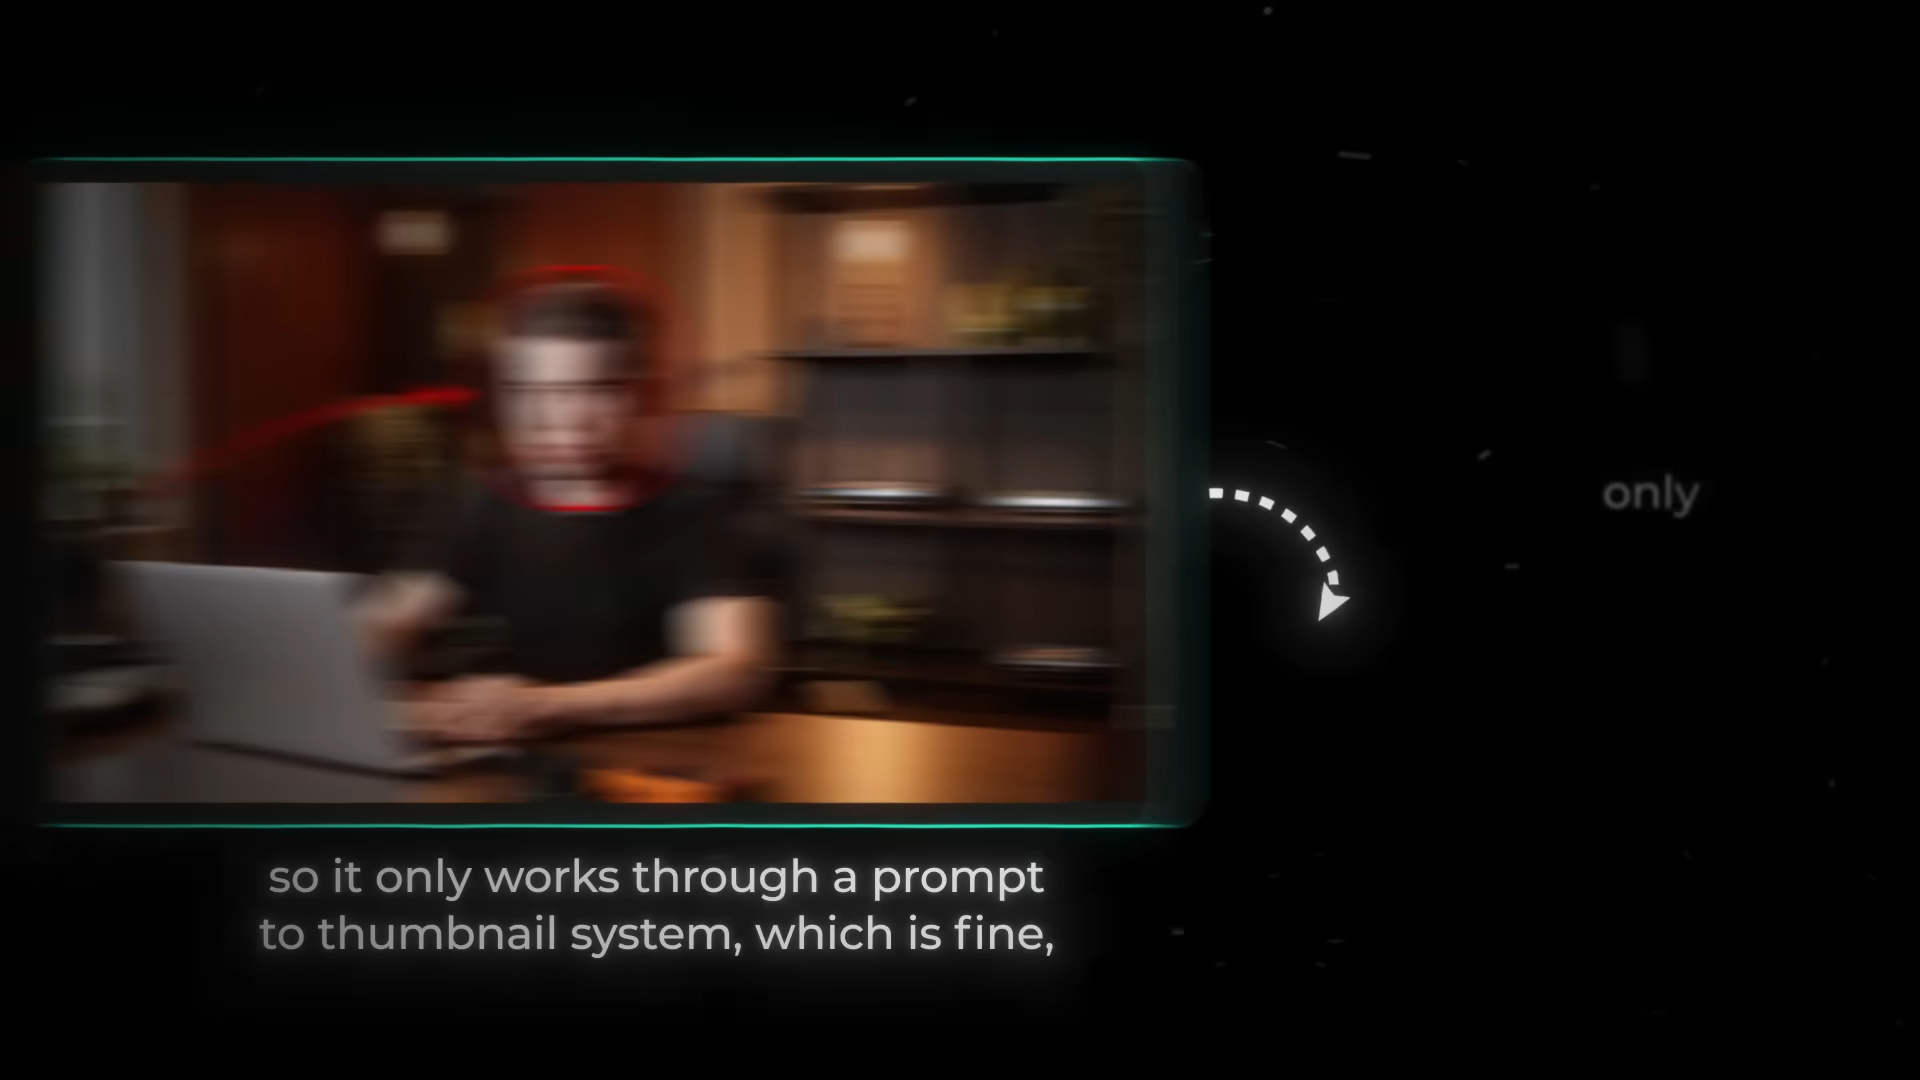 only
so it only works through a prompt
to thumbnail system, which is fine,